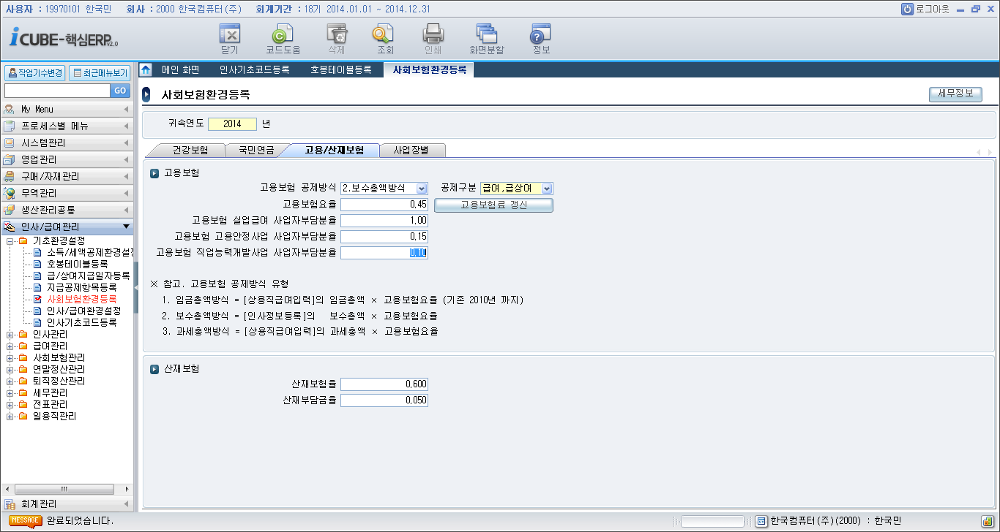 사용자 : 19970101 한국민 회사 : 2000 한국컴퓨터(주) 회계기간 : 18기 2014.01.01 ~ 2014.12.31 로그아웃
iCUBE-핵심ERP v2.0
닫기 코드도움 삭제 조회 인쇄 화면분할 정보
작업기수변경 최근메뉴보기
GO
My Menu
프로세스별 메뉴
시스템관리
영업관리
구매/자재관리
무역관리
생산관리공통
인사/급여관리
기초환경설정
소득/세액공제환경설정
호봉테이블등록
급/상여지급일자등록
지급공제항목등록
사회보험환경등록
인사/급여환경설정
인사기초코드등록
인사관리
급여관리
사회보험관리
연말정산관리
퇴직정산관리
세무관리
전표관리
일용직관리
회계관리
메인 화면 인사기초코드등록 호봉테이블등록 사회보험환경등록
사회보험환경등록 세무정보
귀속연도 2014 년
건강보험 국민연금 고용/산재보험 사업장별
고용보험
고용보험 공제방식 2.보수총액방식 공제구분 급여,급상여
고용보험요율 0.45 고용보험료 갱신
고용보험 실업급여 사업자부담분율 1.00
고용보험 고용안정사업 사업자부담분율 0.15
고용보험 직업능력개발사업 사업자부담분율 0.10
※ 참고. 고용보험 공제방식 유형
1. 임금총액방식 = [상용직급여입력]의 임금총액 × 고용보험요율 (기존 2010년 까지)
2. 보수총액방식 = [인사정보등록]의 보수총액 × 고용보험요율
3. 과세총액방식 = [상용직급여입력]의 과세총액 × 고용보험요율
산재보험
산재보험율 0.600
산재부담금율 0.050
MESSAGE 완료되었습니다. 한국컴퓨터(주)(2000) : 한국민